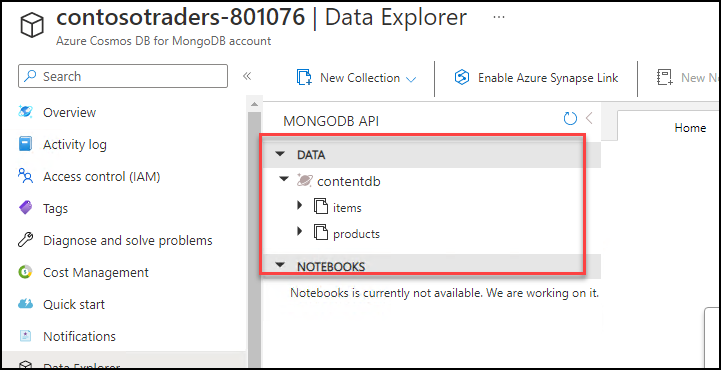 contosotraders-801076 | Data Explorer ...
Azure Cosmos DB for MongoDB account
Search
New Collection
Enable Azure Synapse Link
New No
Overview
MONGODB API
Home
Activity log
DATA
Access control (IAM)
contentdb
Tags
items
Diagnose and solve problems
products
Cost Management
NOTEBOOKS
Quick start
Notebooks is currently not available. We are working on it.
Notifications
Data Explorer